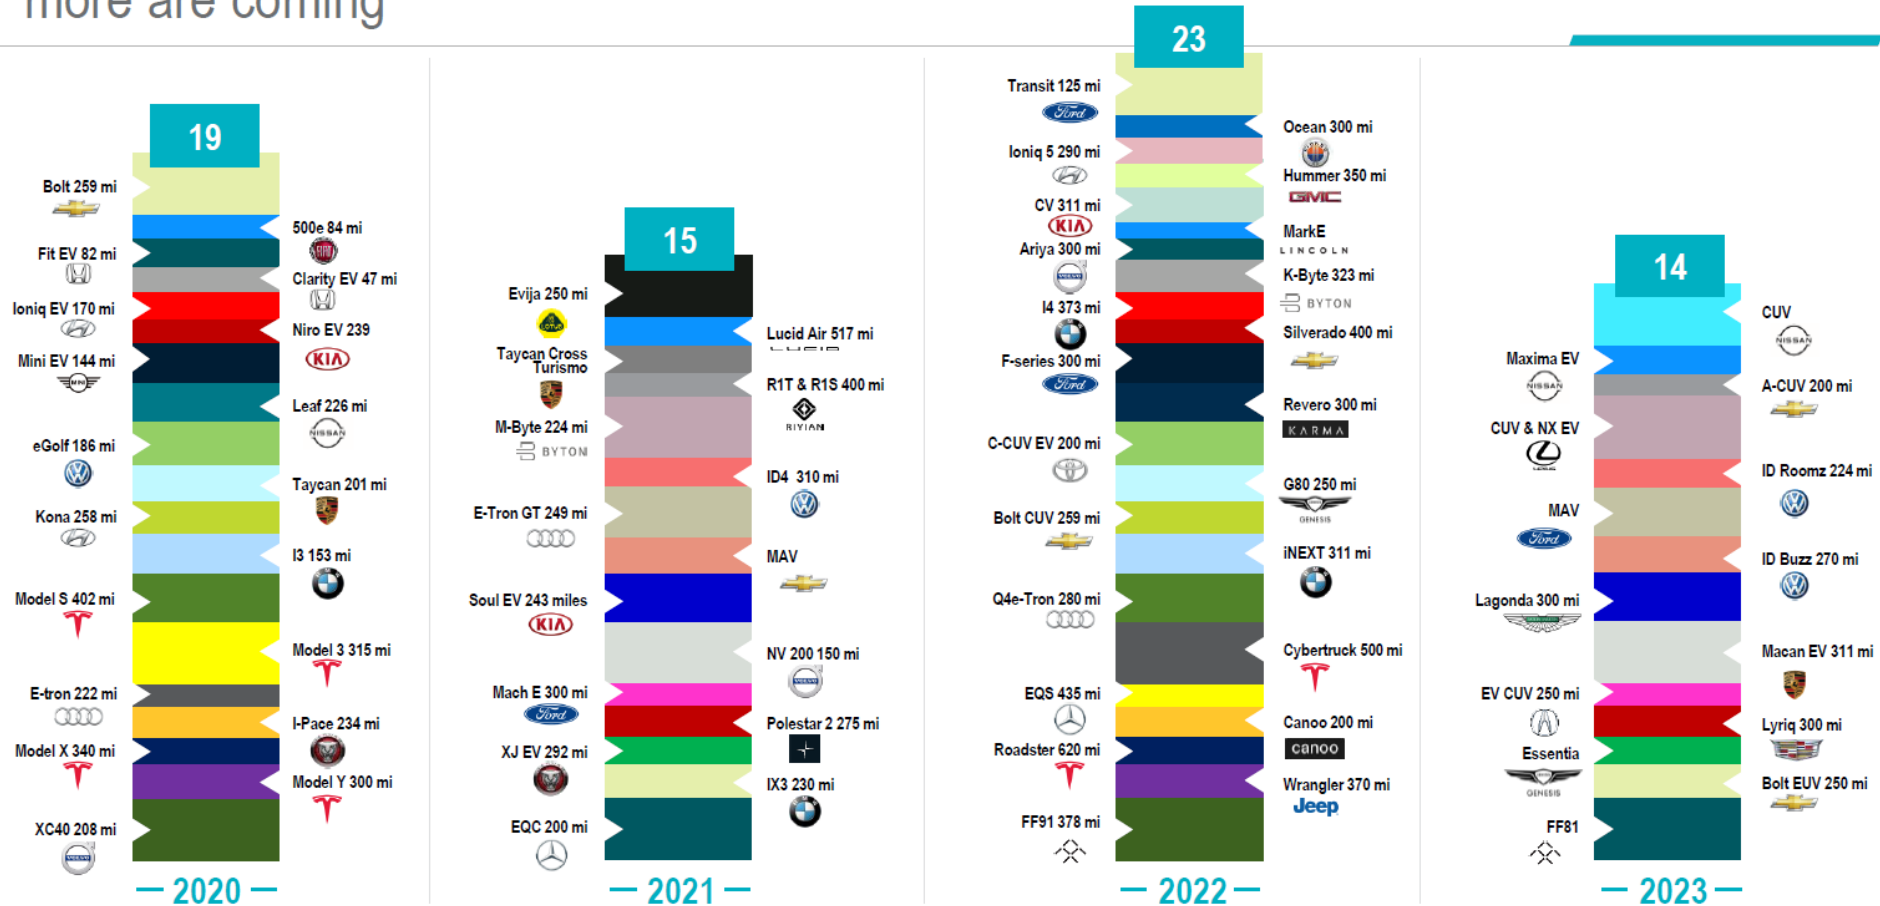 more are coming
19
Bolt 259 mi
500e 84 mi
FIAT
Fit EV 82 mi
Clarity EV 47 mi
Ioniq EV 170 mi
Niro EV 239
KIA
Mini EV 144 mi
MINI
Leaf 226 mi
NISSAN
eGolf 186 mi
Taycan 201 mi
Kona 258 mi
I3 153 mi
Model S 402 mi
Model 3 315 mi
E-tron 222 mi
I-Pace 234 mi
Model X 340 mi
Model Y 300 mi
XC40 208 mi
VOLVO
2020
15
Evija 250 mi
LOTUS
Lucid Air 517 mi
Taycan Cross
Turismo
R1T & R1S 400 mi
RIVIAN
M-Byte 224 mi
BYTON
ID4 310 mi
E-Tron GT 249 mi
MAV
Soul EV 243 miles
KIA
NV 200 150 mi
VOLVO
Mach E 300 mi
Ford
Polestar 2 275 mi
XJ EV 292 mi
IX3 230 mi
EQC 200 mi
2021
23
Transit 125 mi
Ford
Ocean 300 mi
Ioniq 5 290 mi
Hummer 350 mi
GMC
CV 311 mi
KIA
MarkE
LINCOLN
Ariya 300 mi
VOLVO
K-Byte 323 mi
BYTON
I4 373 mi
Silverado 400 mi
F-series 300 mi
Ford
Revero 300 mi
KARMA
C-CUV EV 200 mi
G80 250 mi
GENESIS
Bolt CUV 259 mi
iNEXT 311 mi
Q4e-Tron 280 mi
Cybertruck 500 mi
EQS 435 mi
Canoo 200 mi
canoo
Roadster 620 mi
Wrangler 370 mi
Jeep
FF91 378 mi
2022
14
CUV
NISSAN
Maxima EV
NISSAN
A-CUV 200 mi
CUV & NX EV
LEXUS
ID Roomz 224 mi
MAV
Ford
ID Buzz 270 mi
Lagonda 300 mi
Macan EV 311 mi
EV CUV 250 mi
Lyriq 300 mi
Essentia
GENESIS
Bolt EUV 250 mi
FF81
2023